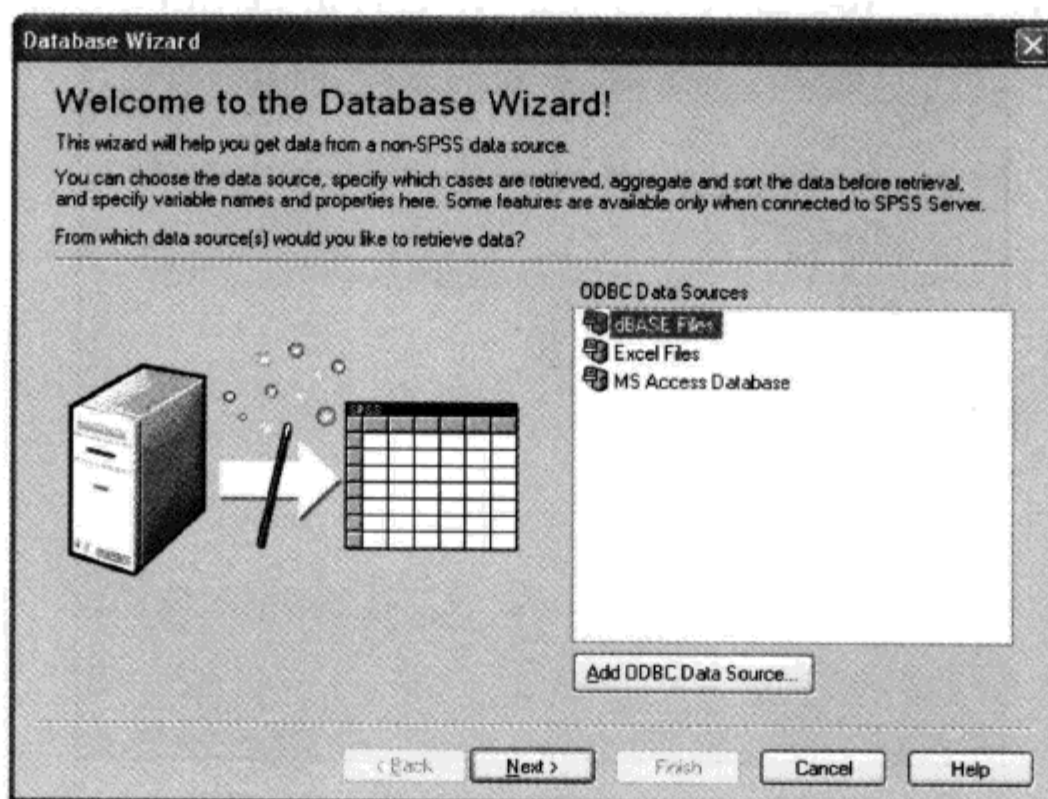 Database Wizard
Welcome to the Database Wizard!
This wizard will help you get data from a non-SPSS data source.
You can choose the data source, specify which cases are retrieved, aggregate and sort the data before retrieval,
and specify variable names and properties here. Some features are available only when connected to SPSS Server.
From which data source(s) would you like to retrieve data?
ODBC Data Sources
dBASE Files
Excel Files
MS Access Database
SPSS
Add ODBC Data Source...
< Back
Next >
Finish
Cancel
Help